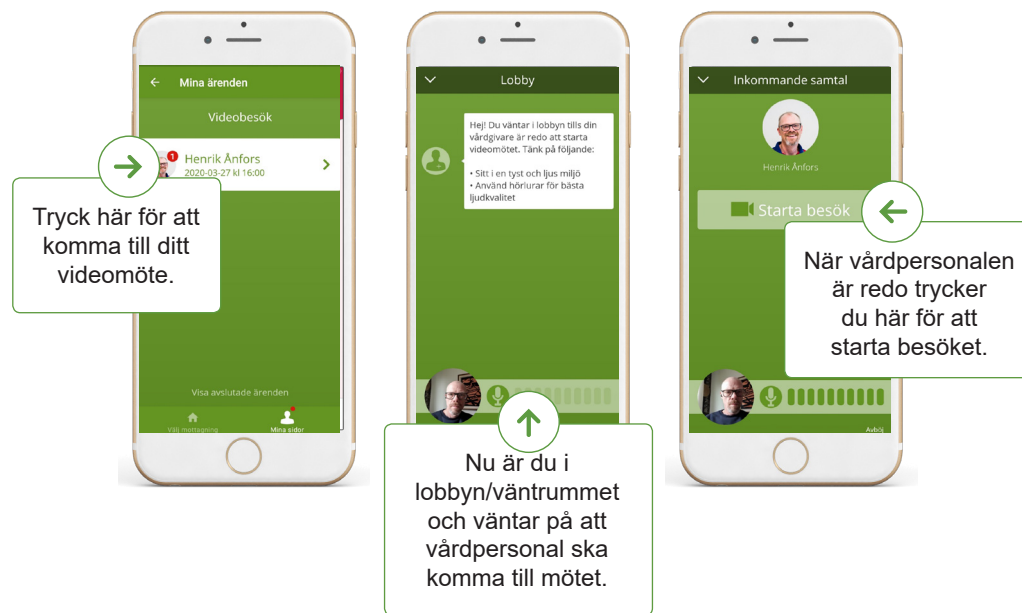 Mina ärenden
Videobesök
1
Henrik Ånfors
2020-03-27 kl 16:00
Tryck här för att
komma till ditt
videomöte.
Visa avslutade ärenden
Välj mottagning
Mina sidor
Lobby
Hej! Du väntar i lobbyn tills din
vårdgivare är redo att starta
videomötet. Tänk på följande:
• Sitt i en tyst och ljus miljö
• Använd hörlurar för bästa
ljudkvalitet
Nu är du i
lobbyn/väntrummet
och väntar på att
vårdpersonal ska
komma till mötet.
Inkommande samtal
Henrik Ånfors
Starta besök
När vårdpersonalen
är redo trycker
du här för att
starta besöket.
Avböj